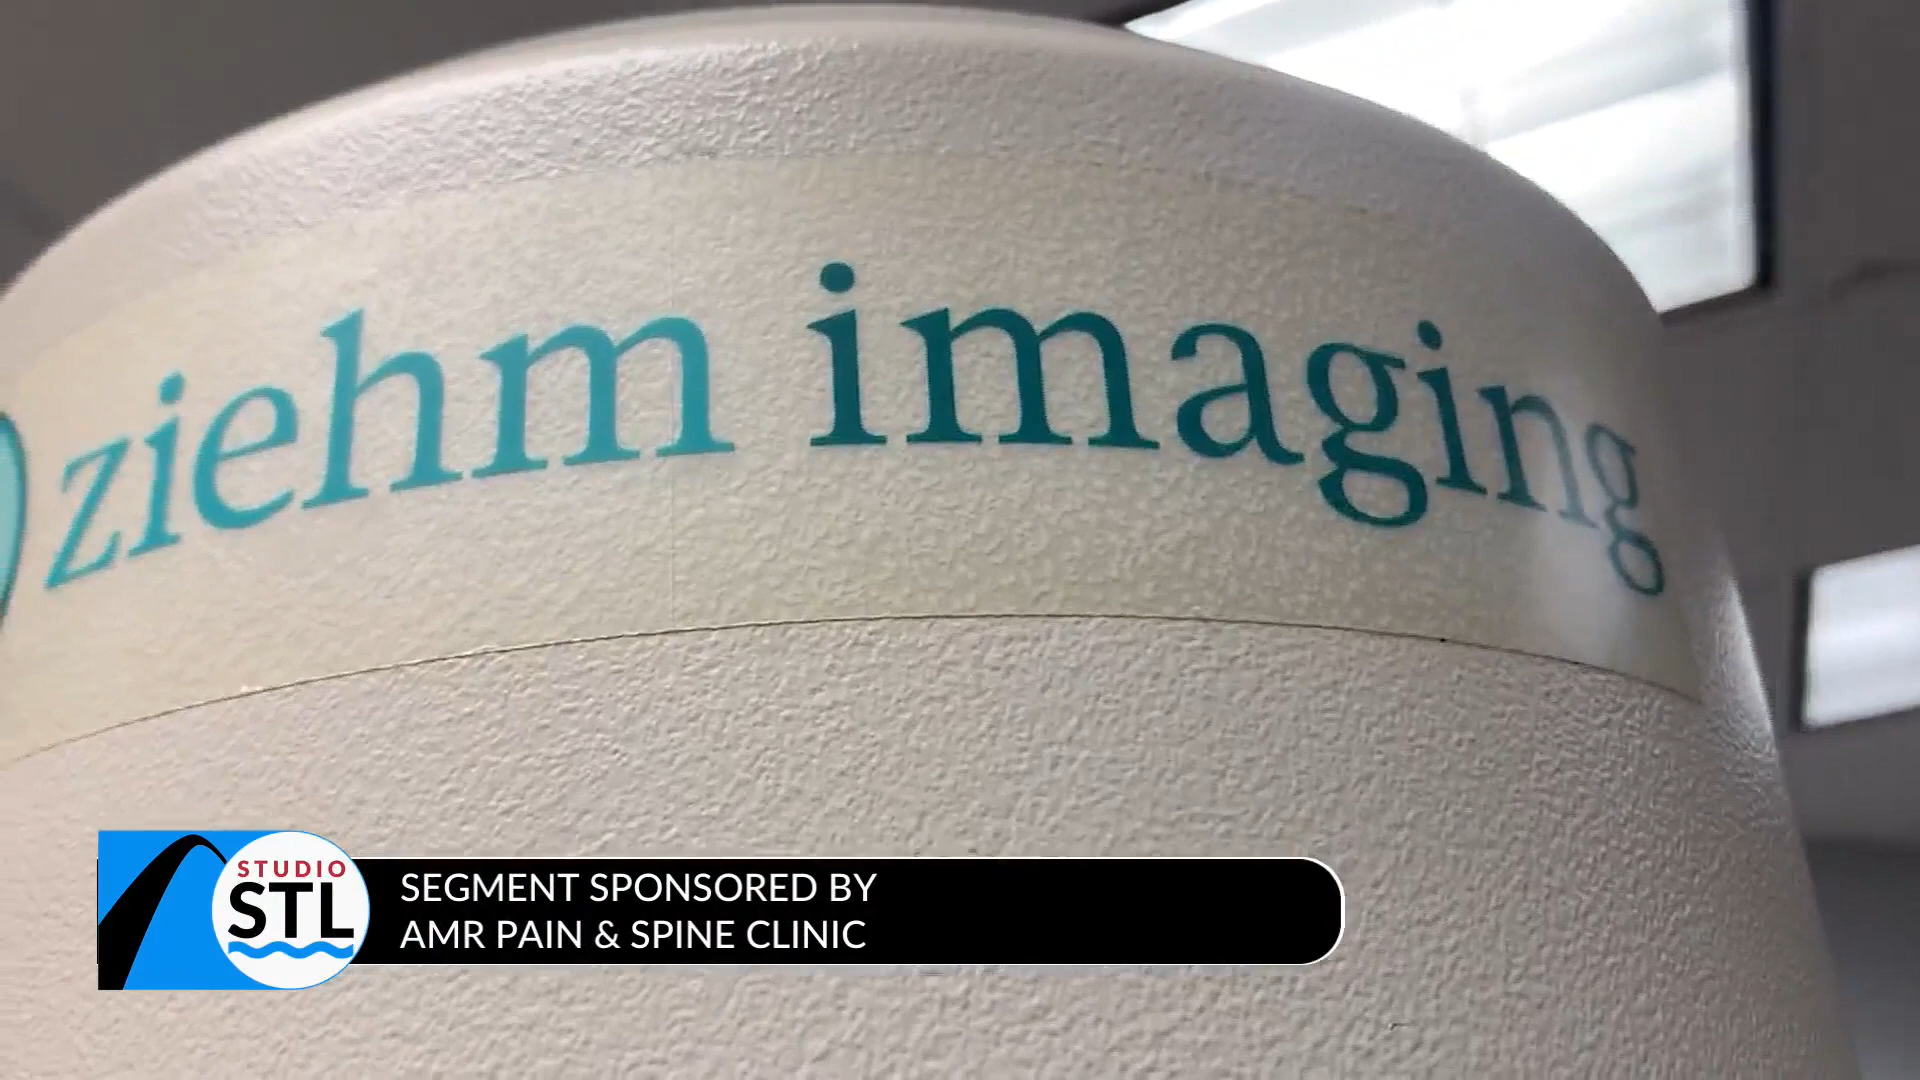 ziehm imaging
STUDIO
STL
SEGMENT SPONSORED BY
AMR PAIN & SPINE CLINIC